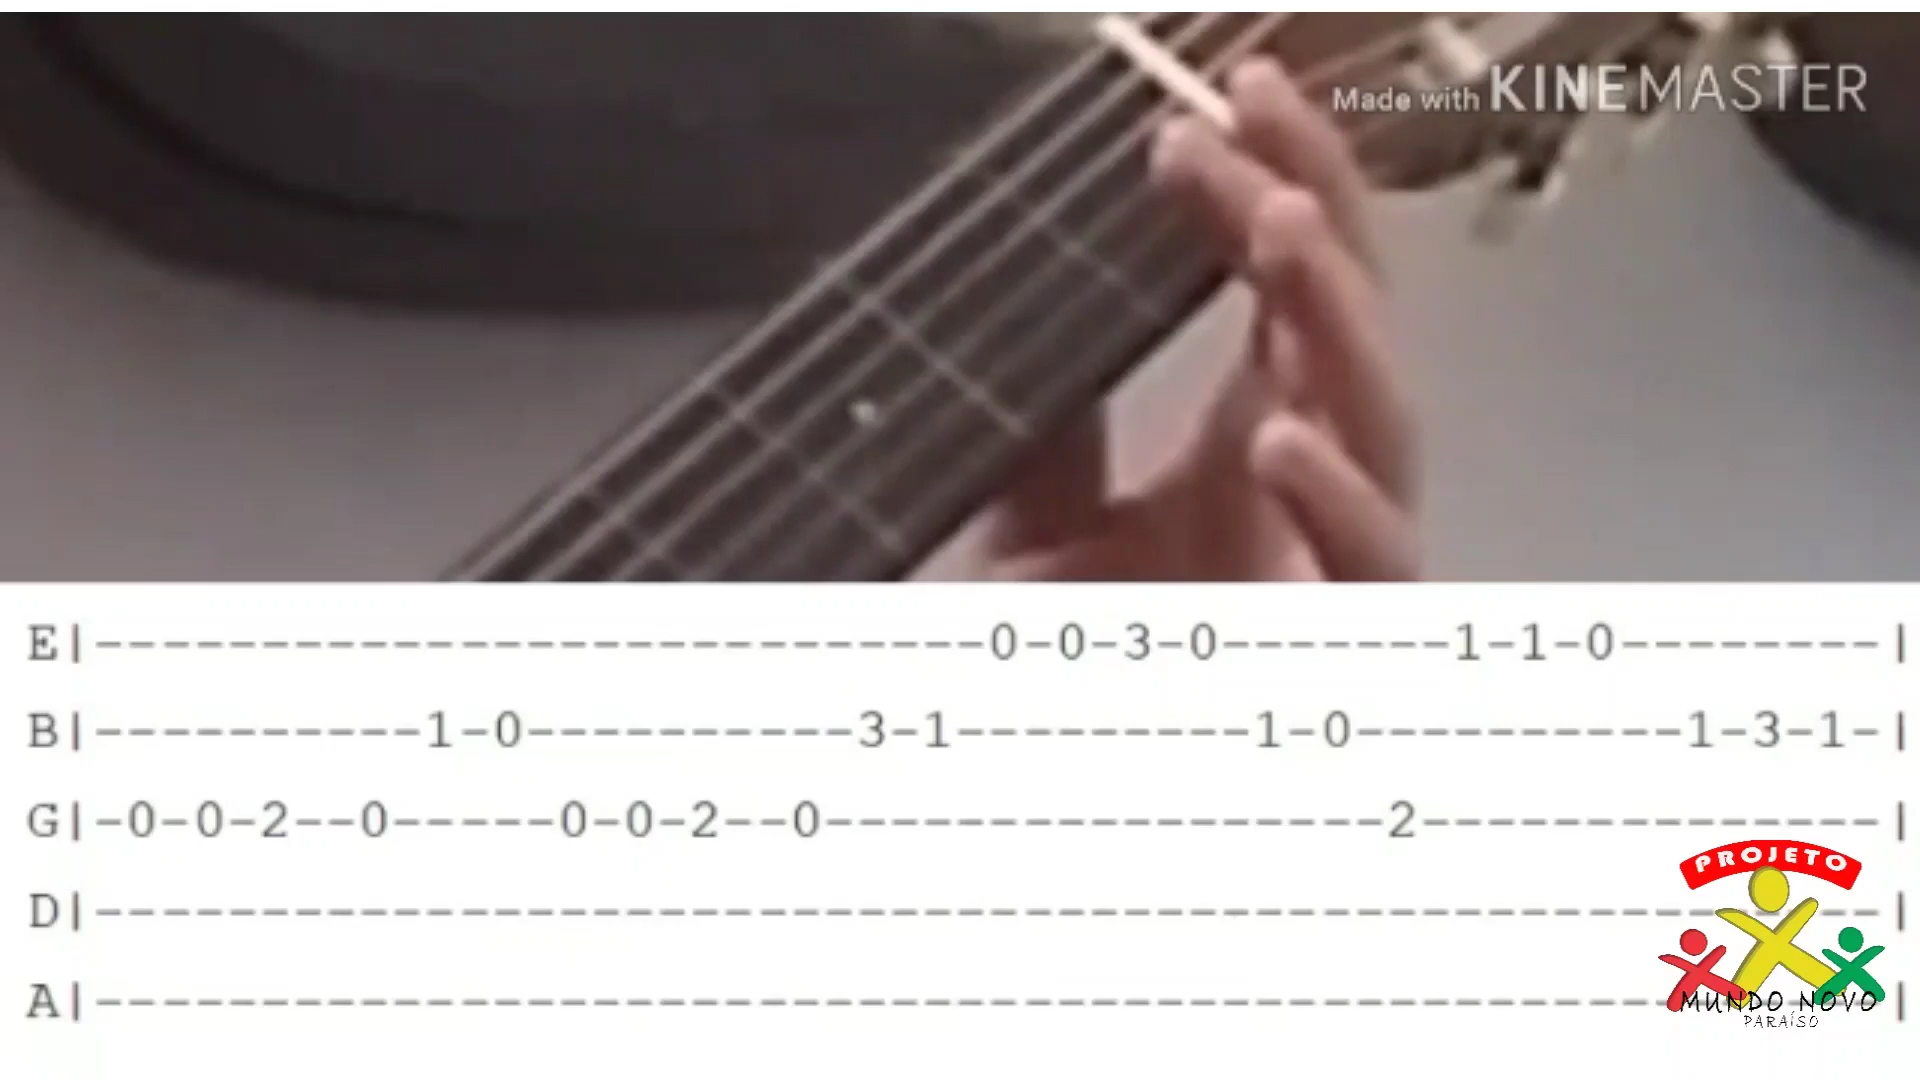 Made with KINEMASTER
E|---------------------------0-0-3-0-------1-1-0--------|
B|----------1-0----------3-1---------1-0----------1-3-1-|
G|-0-0-2--0-----0-0-2--0-----------------2--------------|
D|------------------------------------------------------|
A|------------------------------------------------------|
PROJETO
MUNDO NOVO
PARAÍSO